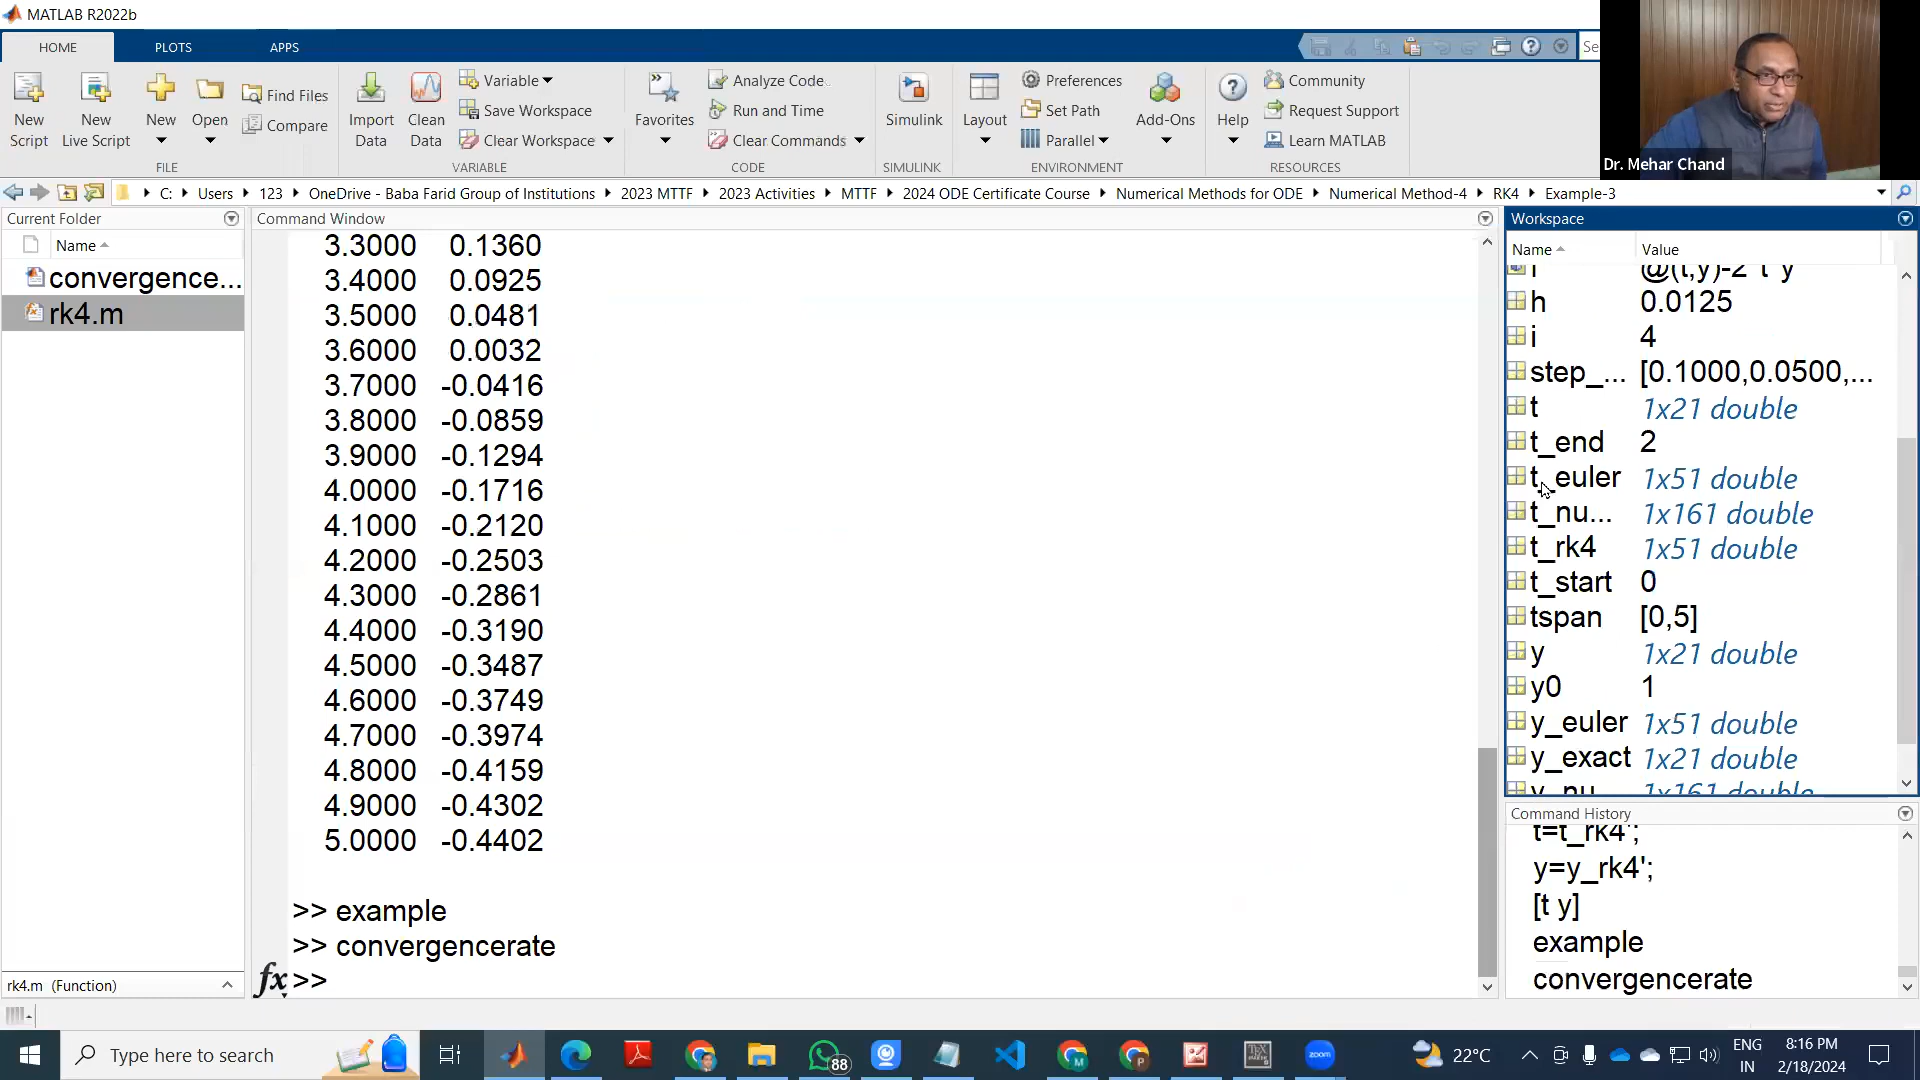 MATLAB R2022b
HOME
PLOTS
APPS
Se
New Script
New Live Script
New
Open
Find Files
Compare
FILE
Import Data
Clean Data
Variable
Save Workspace
Clear Workspace
VARIABLE
Favorites
Analyze Code
Run and Time
Clear Commands
CODE
Simulink
SIMULINK
Layout
Preferences
Set Path
Parallel
ENVIRONMENT
Add-Ons
Help
Community
Request Support
Learn MATLAB
RESOURCES
Dr. Mehar Chand
C: Users 123 OneDrive - Baba Farid Group of Institutions 2023 MTTF 2023 Activities MTTF 2024 ODE Certificate Course Numerical Methods for ODE Numerical Method-4 RK4 Example-3
Current Folder
Name
convergence...
rk4.m
rk4.m (Function)
Command Window
3.3000 0.1360
3.4000 0.0925
3.5000 0.0481
3.6000 0.0032
3.7000 -0.0416
3.8000 -0.0859
3.9000 -0.1294
4.0000 -0.1716
4.1000 -0.2120
4.2000 -0.2503
4.3000 -0.2861
4.4000 -0.3190
4.5000 -0.3487
4.6000 -0.3749
4.7000 -0.3974
4.8000 -0.4159
4.9000 -0.4302
5.0000 -0.4402
>> example
>> convergencerate
fx >>
Workspace
Name Value
h 0.0125
i 4
step_... [0.1000,0.0500,...
t 1x21 double
t_end 2
t_euler 1x51 double
t_nu... 1x161 double
t_rk4 1x51 double
t_start 0
tspan [0,5]
y 1x21 double
y0 1
y_euler 1x51 double
y_exact 1x21 double
y_nu 1x161 double
Command History
t=t_rk4';
y=y_rk4';
[t y]
example
convergencerate
Type here to search
88
zoom
22°C
ENG
IN
8:16 PM
2/18/2024